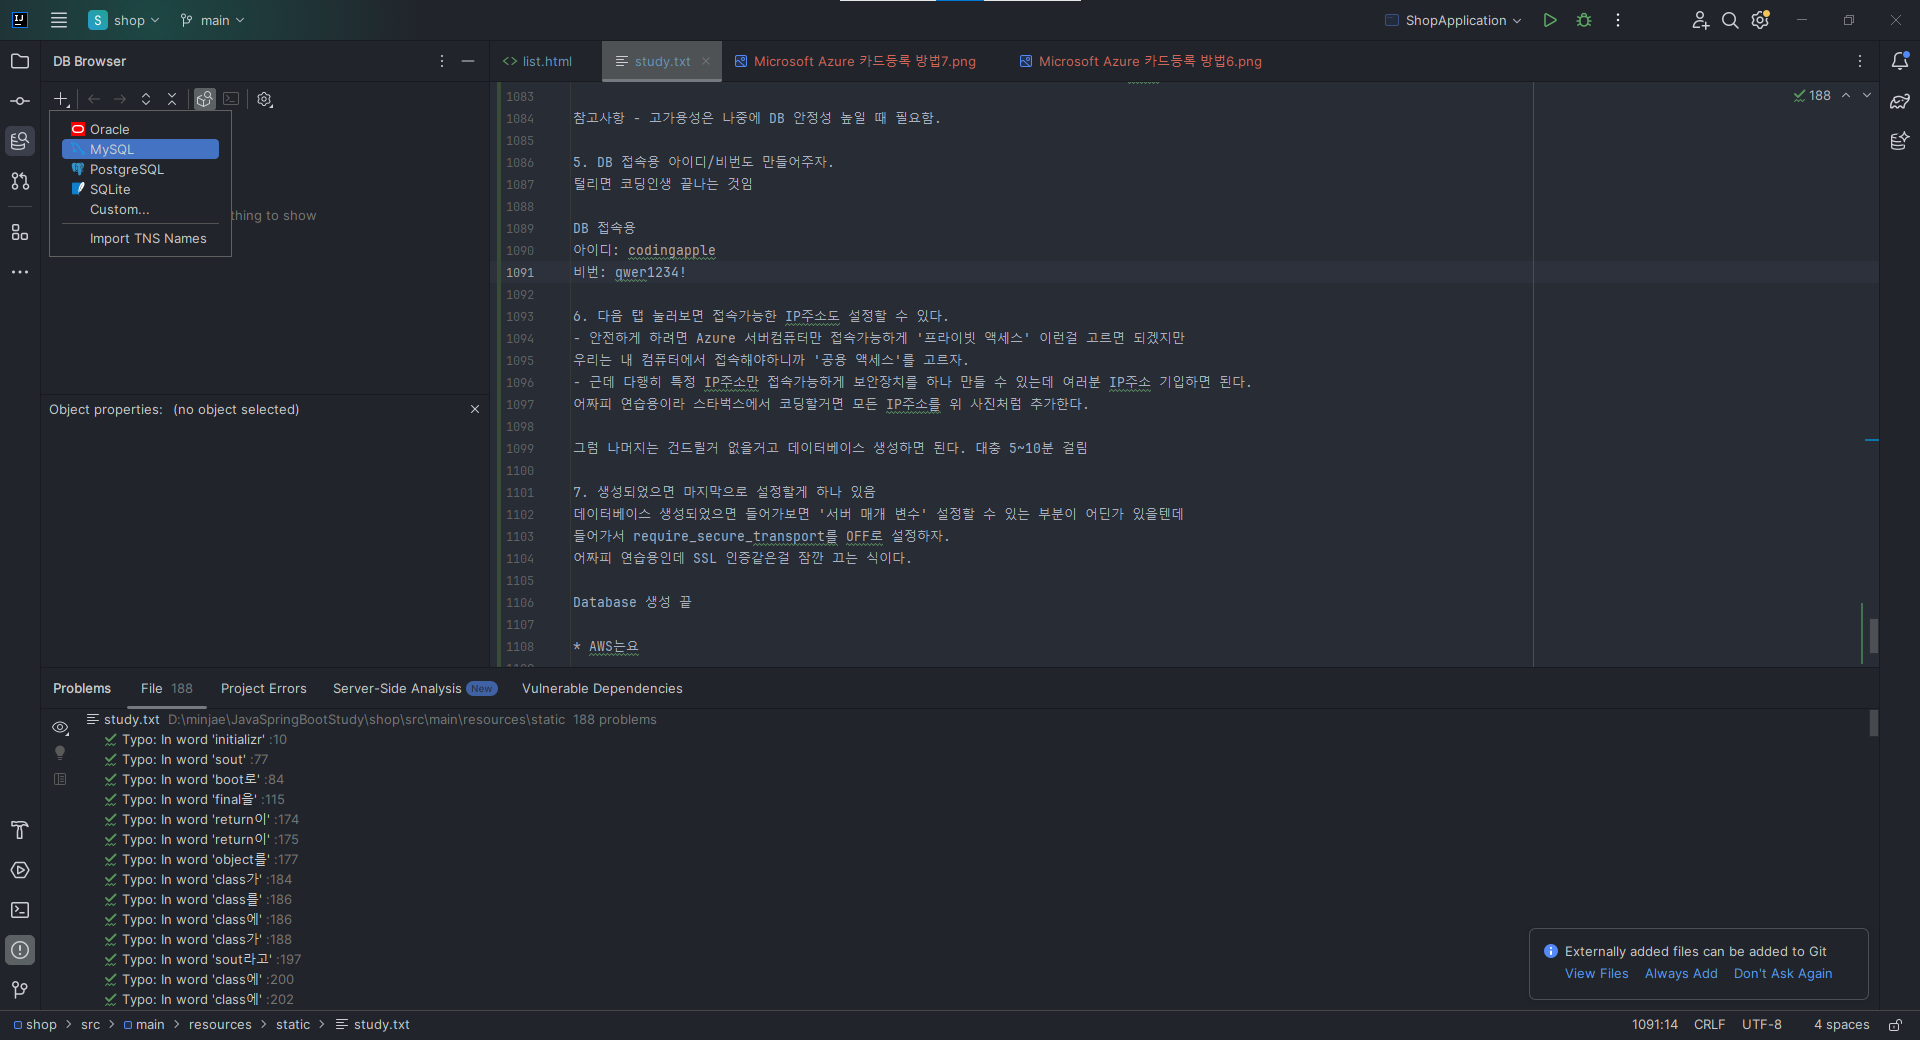 S shop main ShopApplication
DB Browser
list.html study.txt Microsoft Azure 카드등록 방법7.png Microsoft Azure 카드등록 방법6.png
Oracle
MySQL
PostgreSQL
SQLite
Custom...
Import TNS Names
thing to show
Object properties: (no object selected)
188
1083
1084 참고사항 - 고가용성은 나중에 DB 안정성 높일 때 필요함.
1085
1086 5. DB 접속용 아이디/비번도 만들어주자.
1087 털리면 코딩인생 끝나는 것임
1088
1089 DB 접속용
1090 아이디: codingapple
1091 비번: qwer1234!
1092
1093 6. 다음 탭 눌러보면 접속가능한 IP주소도 설정할 수 있다.
1094 - 안전하게 하려면 Azure 서버컴퓨터만 접속가능하게 '프라이빗 액세스' 이런걸 고르면 되겠지만
1095 우리는 내 컴퓨터에서 접속해야하니까 '공용 액세스'를 고르자.
1096 - 근데 다행히 특정 IP주소만 접속가능하게 보안장치를 하나 만들 수 있는데 여러분 IP주소 기입하면 된다.
1097 어짜피 연습용이라 스타벅스에서 코딩할거면 모든 IP주소를 위 사진처럼 추가한다.
1098
1099 그럼 나머지는 건드릴거 없을거고 데이터베이스 생성하면 된다. 대충 5~10분 걸림
1100
1101 7. 생성되었으면 마지막으로 설정할게 하나 있음
1102 데이터베이스 생성되었으면 들어가보면 '서버 매개 변수' 설정할 수 있는 부분이 어딘가 있을텐데
1103 들어가서 require_secure_transport를 OFF로 설정하자.
1104 어짜피 연습용인데 SSL 인증같은걸 잠깐 끄는 식이다.
1105
1106 Database 생성 끝
1107
1108 * AWS는요
Problems File 188 Project Errors Server-Side Analysis New Vulnerable Dependencies
study.txt D:\minjae\JavaSpringBootStudy\shop\src\main\resources\static 188 problems
Typo: In word 'initializr' :10
Typo: In word 'sout' :77
Typo: In word 'boot로' :84
Typo: In word 'final을' :115
Typo: In word 'return이' :174
Typo: In word 'return이' :175
Typo: In word 'object를' :177
Typo: In word 'class가' :184
Typo: In word 'class를' :186
Typo: In word 'class에' :186
Typo: In word 'class가' :188
Typo: In word 'sout라고' :197
Typo: In word 'class에' :200
Typo: In word 'class에' :202
Externally added files can be added to Git
View Files Always Add Don't Ask Again
shop > src > main > resources > static > study.txt 1091:14 CRLF UTF-8 4 spaces